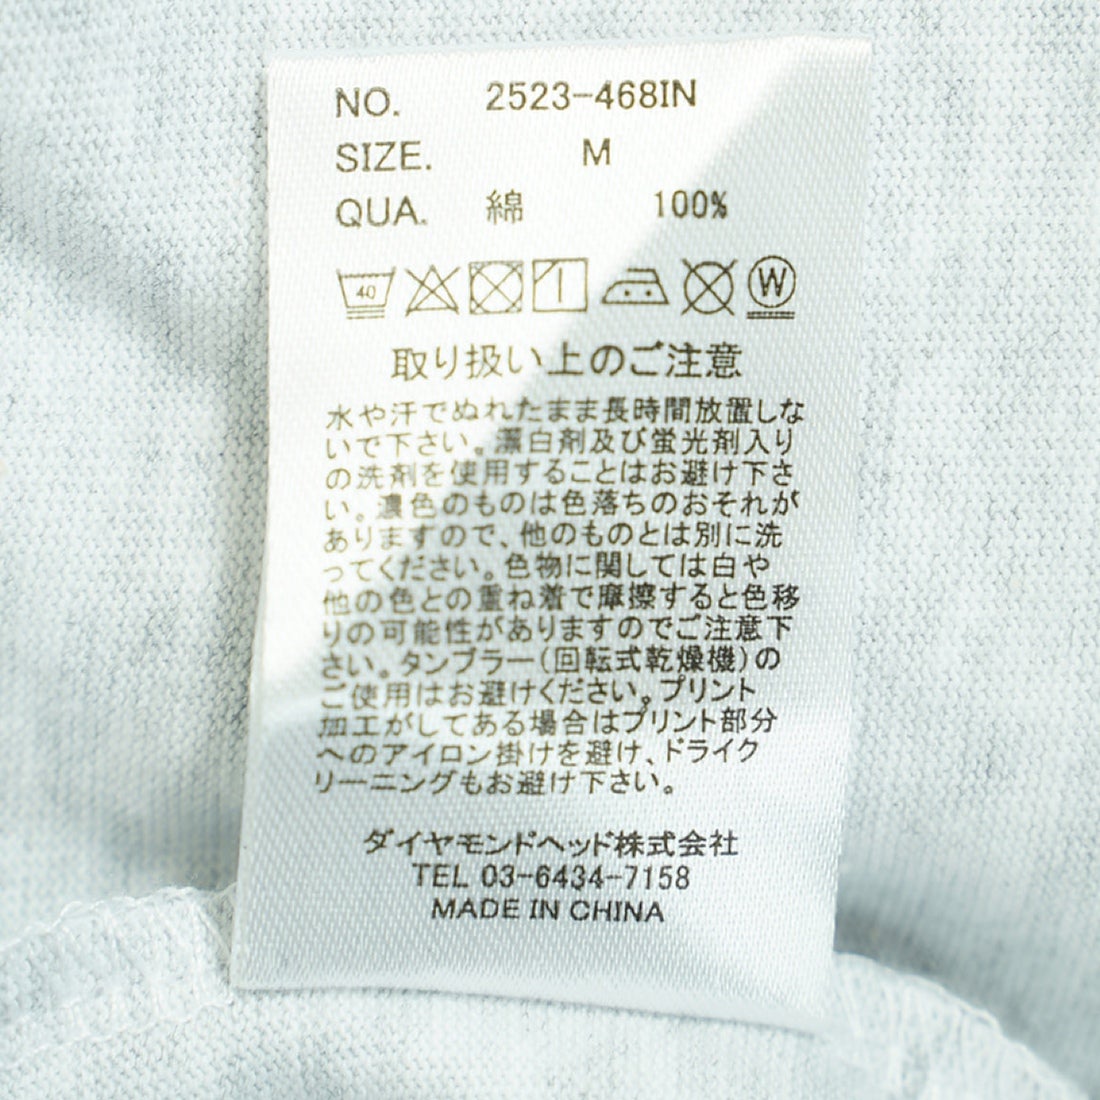 NO. 2523-468IN
SIZE. M
QUA. 綿 100%
40 W
取り扱い上のご注意
水や汗でぬれたまま長時間放置しな
いで下さい。漂白剤及び蛍光剤入り
の洗剤を使用することはお避け下さ
い。濃色のものは色落ちのおそれが
ありますので、他のものとは別に洗
ってください。色物に関しては白や
他の色との重ね着で摩擦すると色移
りの可能性がありますのでご注意下
さい。タンブラー(回転式乾燥機)の
ご使用はお避けください。プリント
加工がしてある場合はプリント部分
へのアイロン掛けを避け、ドライク
リーニングもお避け下さい。
ダイヤモンドヘッド株式会社
TEL 03-6434-7158
MADE IN CHINA